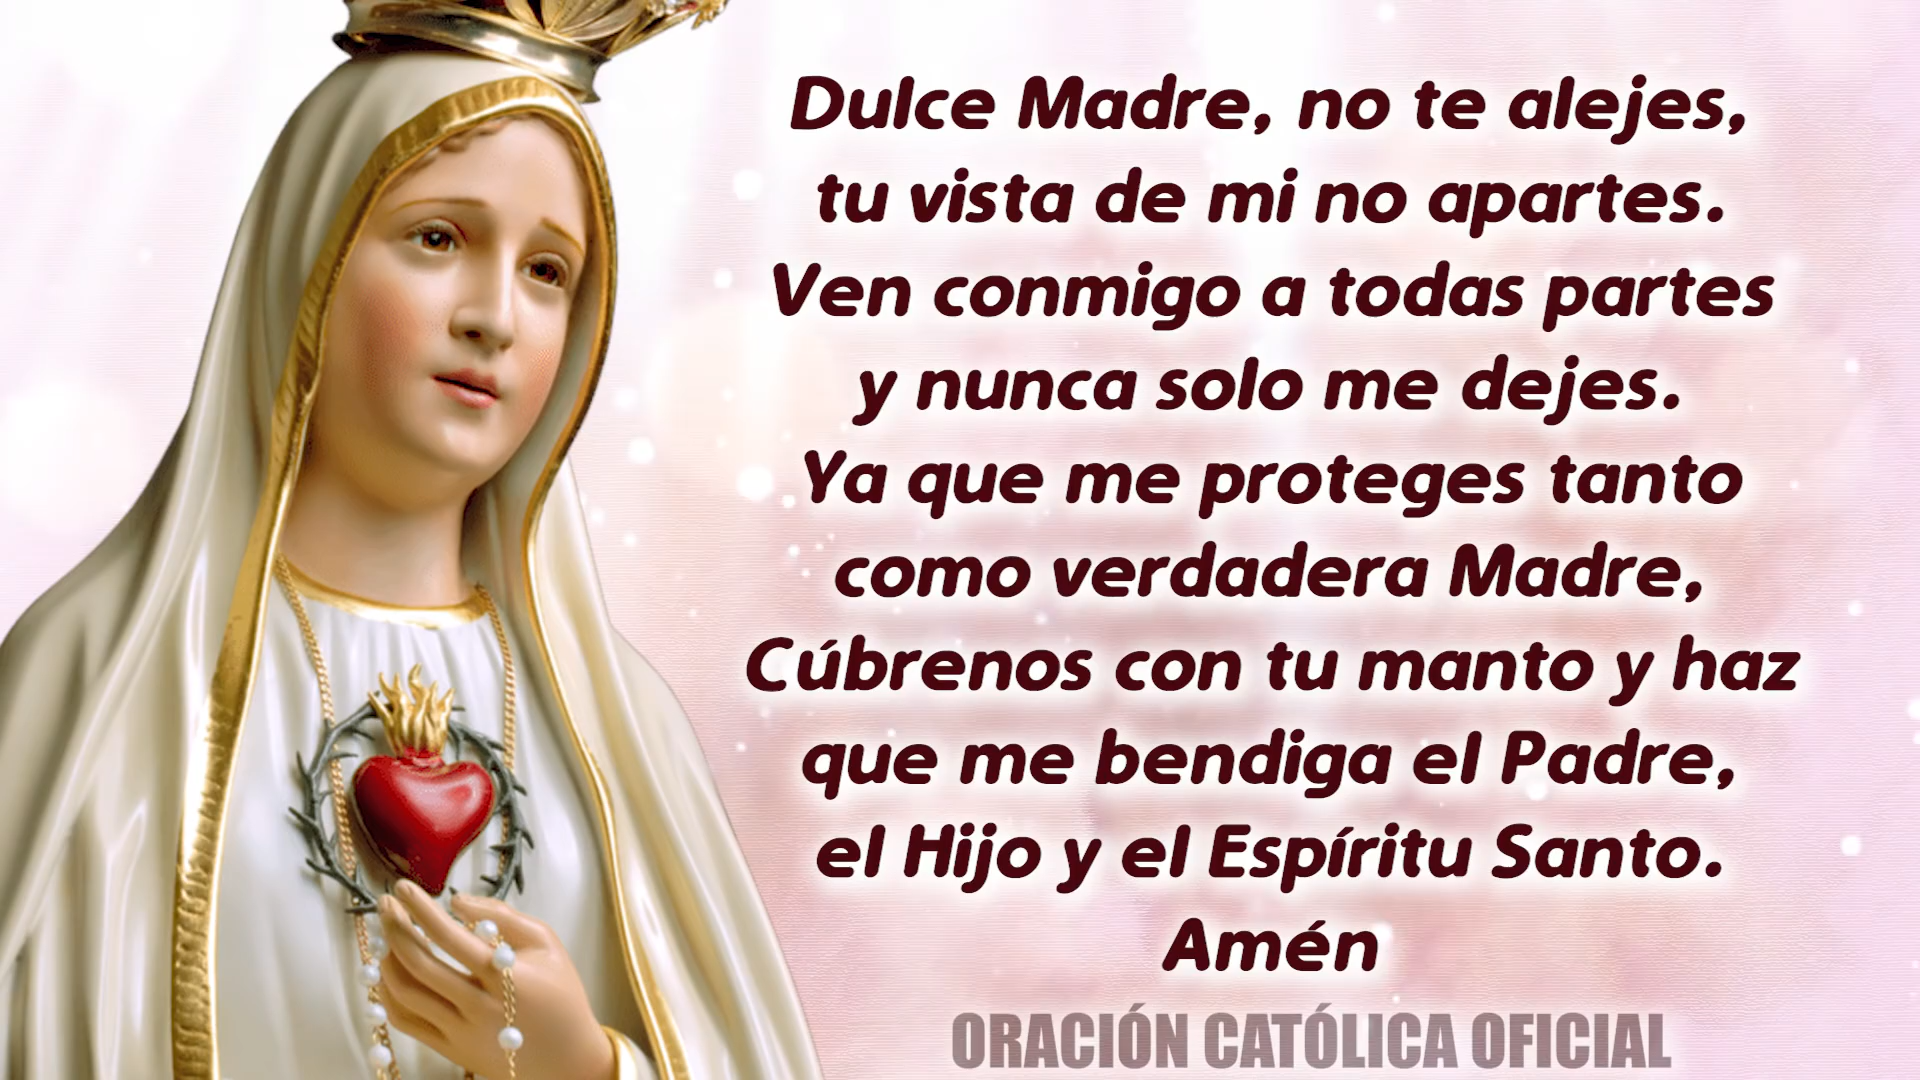 Dulce Madre, no te alejes,
tu vista de mi no apartes.
Ven conmigo a todas partes
y nunca solo me dejes.
Ya que me proteges tanto
como verdadera Madre,
Cúbrenos con tu manto y haz
que me bendiga el Padre,
el Hijo y el Espíritu Santo.
Amén
ORACIÓN CATÓLICA OFICIAL